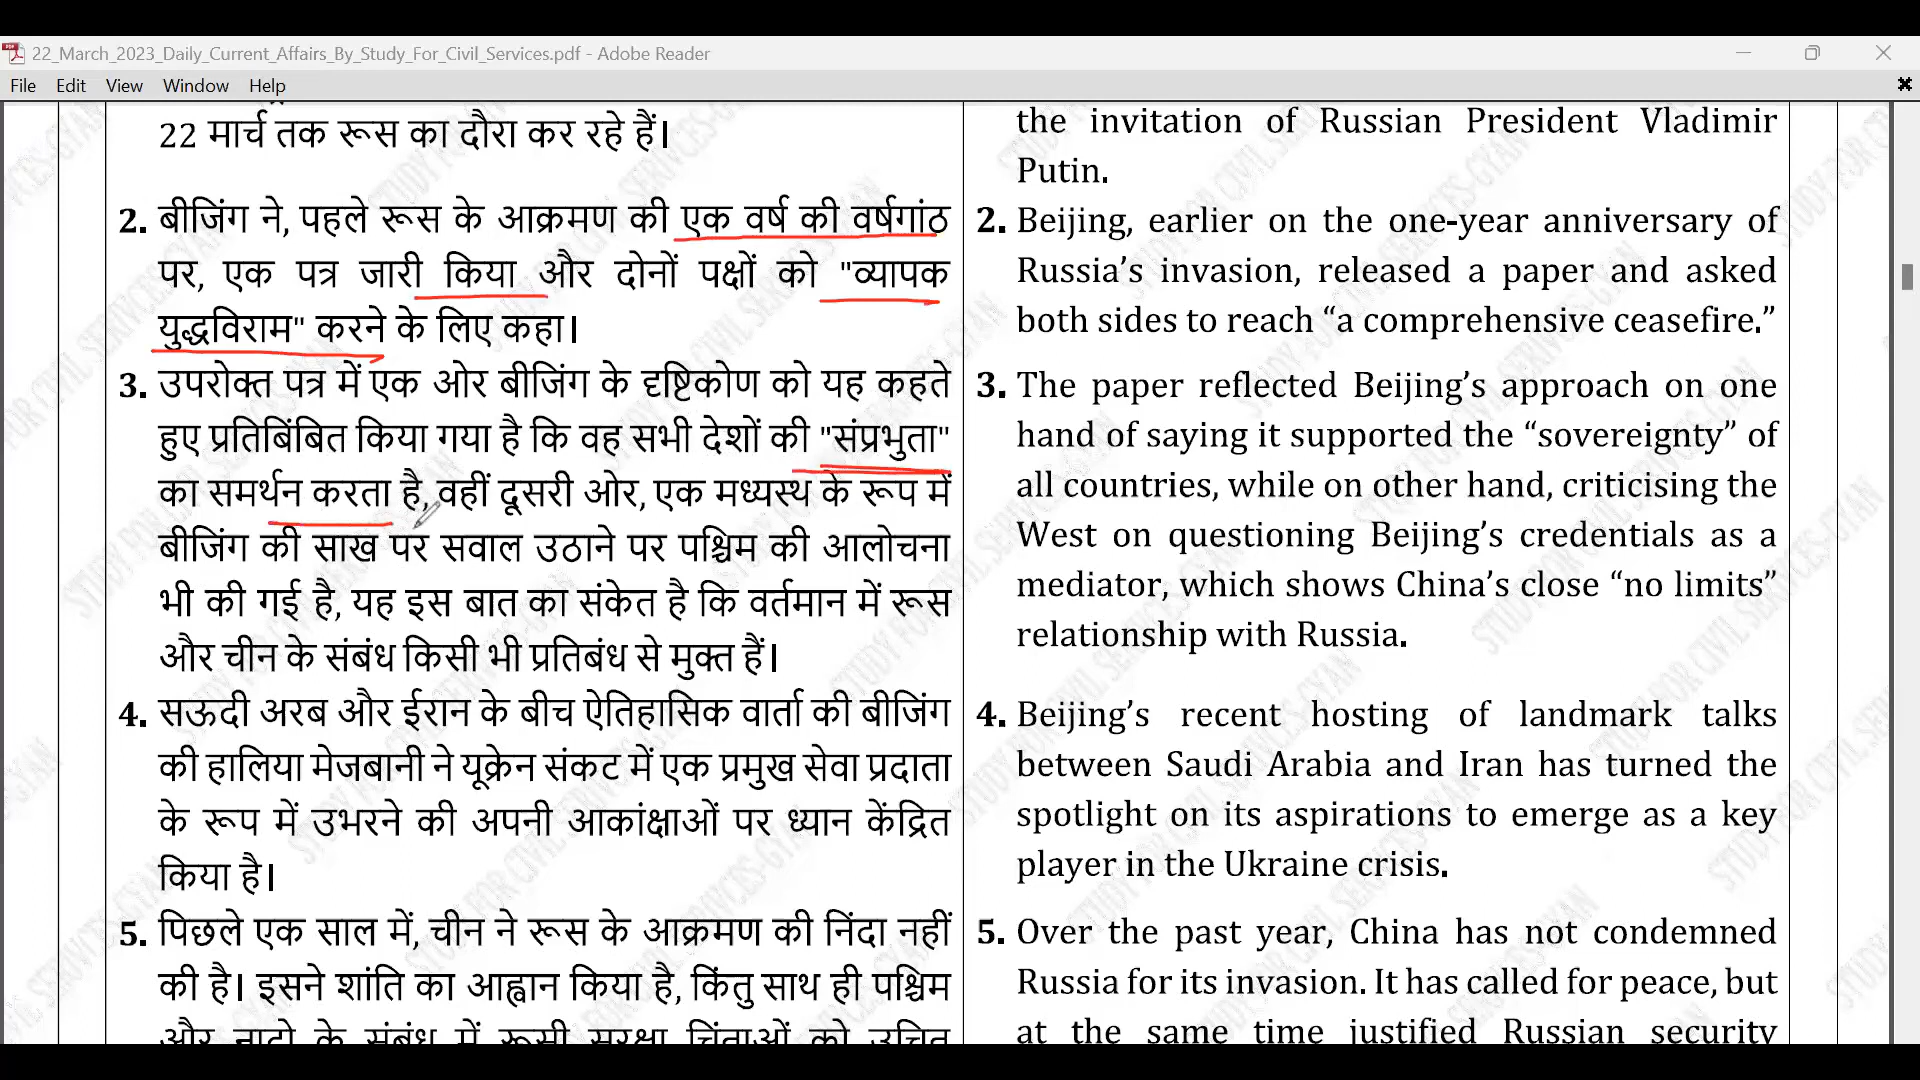 22_March_2023_Daily_Current_Affairs_By_Study_For_Civil_Services.pdf - Adobe Reader
File Edit View Window Help
22 मार्च तक रूस का दौरा कर रहे हैं।
2. बीजिंग ने, पहले रूस के आक्रमण की एक वर्ष की वर्षगांठ
पर, एक पत्र जारी किया और दोनों पक्षों को "व्यापक
युद्धविराम" करने के लिए कहा।
3. उपरोक्त पत्र में एक ओर बीजिंग के दृष्टिकोण को यह कहते
हुए प्रतिबिंबित किया गया है कि वह सभी देशों की "संप्रभुता"
का समर्थन करता है, वहीं दूसरी ओर, एक मध्यस्थ के रूप में
बीजिंग की साख पर सवाल उठाने पर पश्चिम की आलोचना
भी की गई है, यह इस बात का संकेत है कि वर्तमान में रूस
और चीन के संबंध किसी भी प्रतिबंध से मुक्त हैं।
4. सऊदी अरब और ईरान के बीच ऐतिहासिक वार्ता की बीजिंग
की हालिया मेजबानी ने यूक्रेन संकट में एक प्रमुख सेवा प्रदाता
के रूप में उभरने की अपनी आकांक्षाओं पर ध्यान केंद्रित
किया है।
5. पिछले एक साल में, चीन ने रूस के आक्रमण की निंदा नहीं
की है। इसने शांति का आह्वान किया है, किंतु साथ ही पश्चिम
और नाटो के संबंध में रूसी सुरक्षा चिंताओं को उचित
the invitation of Russian President Vladimir
Putin.
2. Beijing, earlier on the one-year anniversary of
Russia’s invasion, released a paper and asked
both sides to reach “a comprehensive ceasefire.”
3. The paper reflected Beijing’s approach on one
hand of saying it supported the “sovereignty” of
all countries, while on other hand, criticising the
West on questioning Beijing’s credentials as a
mediator, which shows China’s close “no limits”
relationship with Russia.
4. Beijing’s recent hosting of landmark talks
between Saudi Arabia and Iran has turned the
spotlight on its aspirations to emerge as a key
player in the Ukraine crisis.
5. Over the past year, China has not condemned
Russia for its invasion. It has called for peace, but
at the same time justified Russian security